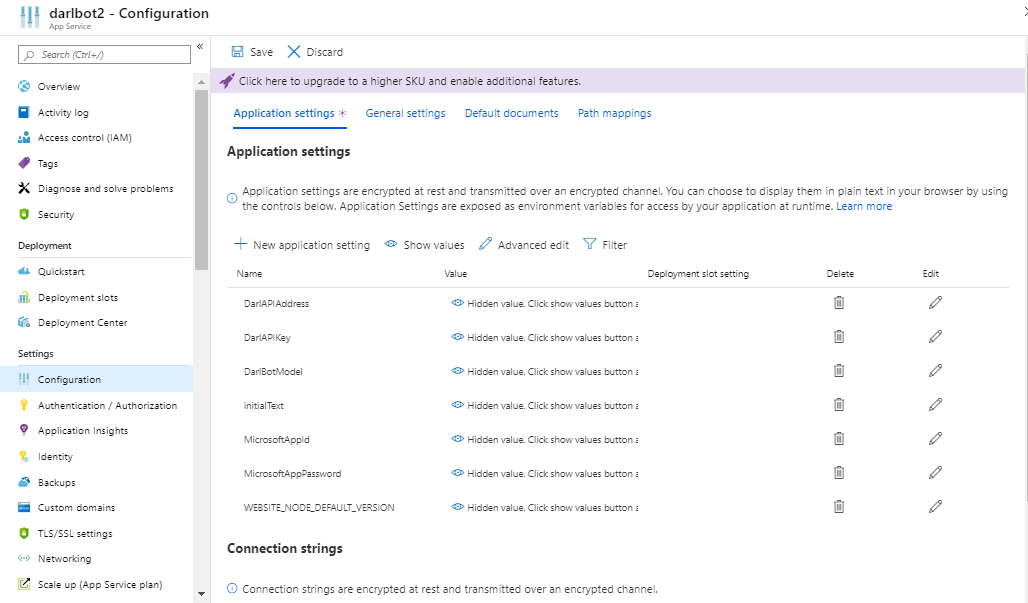 darlbot2 - Configuration
App Service
Search (Ctrl+/)
«
Overview
Activity log
Access control (IAM)
Tags
Diagnose and solve problems
Security
Deployment
Quickstart
Deployment slots
Deployment Center
Settings
Configuration
Authentication / Authorization
Application Insights
Identity
Backups
Custom domains
TLS/SSL settings
Networking
Scale up (App Service plan)
Save Discard
Click here to upgrade to a higher SKU and enable additional features.
Application settings * General settings Default documents Path mappings
Application settings
Application settings are encrypted at rest and transmitted over an encrypted channel. You can choose to display them in plain text in your browser by using
the controls below. Application Settings are exposed as environment variables for access by your application at runtime. Learn more
New application setting Show values Advanced edit Filter
Name Value Deployment slot setting Delete Edit
DarlAPIAddress Hidden value. Click show values button a
DarlAPIKey Hidden value. Click show values button a
DarlBotModel Hidden value. Click show values button a
initialText Hidden value. Click show values button a
MicrosoftAppId Hidden value. Click show values button a
MicrosoftAppPassword Hidden value. Click show values button a
WEBSITE_NODE_DEFAULT_VERSION Hidden value. Click show values button a
Connection strings
Connection strings are encrypted at rest and transmitted over an encrypted channel.